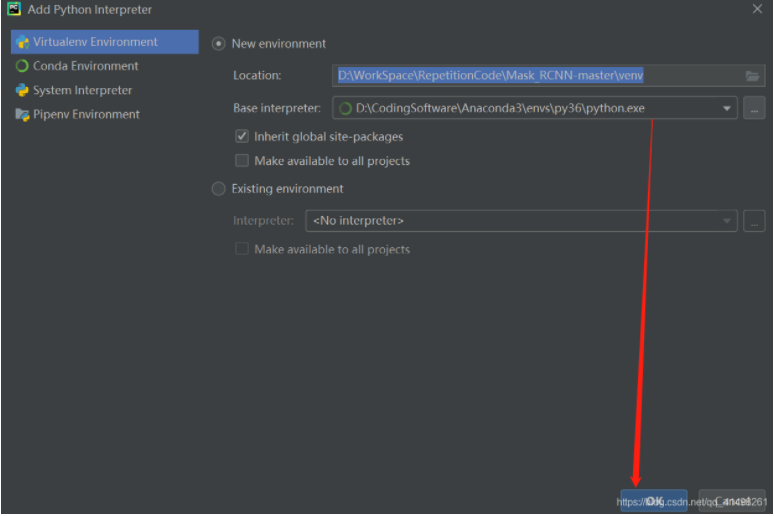 Add Python Interpreter
Virtualenv Environment
Conda Environment
System Interpreter
Pipenv Environment
New environment
Location: D:\WorkSpace\RepetitionCode\Mask_RCNN-master\venv
Base interpreter: D:\CodingSoftware\Anaconda3\envs\py36\python.exe
...
Inherit global site-packages
Make available to all projects
Existing environment
Interpreter: <No interpreter>
...
Make available to all projects
OK
Cancel
https://blog.csdn.net/qq_41498261